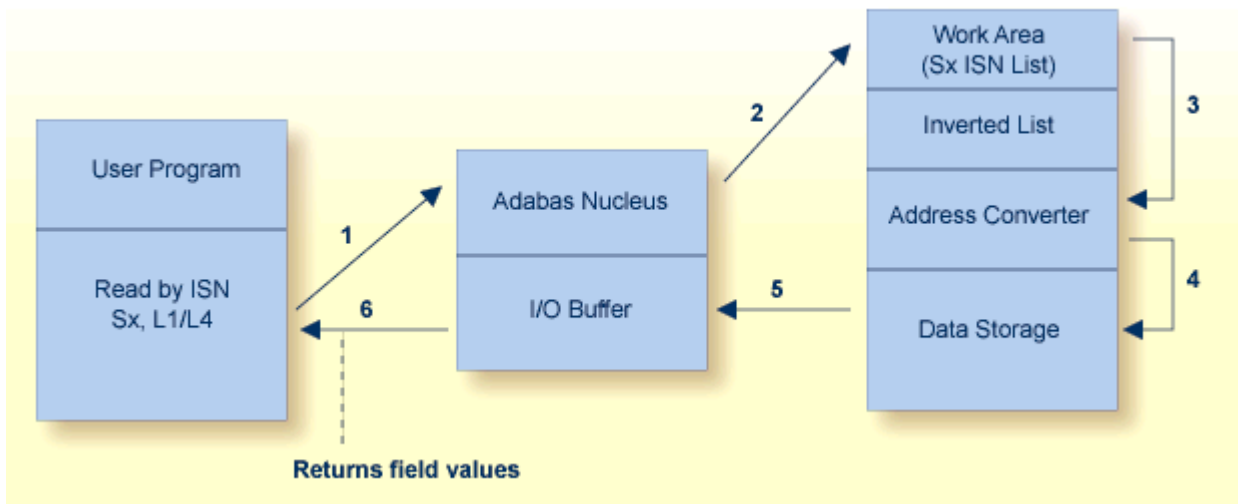 User Program
Read by ISN
Sx, L1/L4
1
6
Returns field values
Adabas Nucleus
I/O Buffer
2
5
Work Area
(Sx ISN List)
Inverted List
Address Converter
Data Storage
3
4